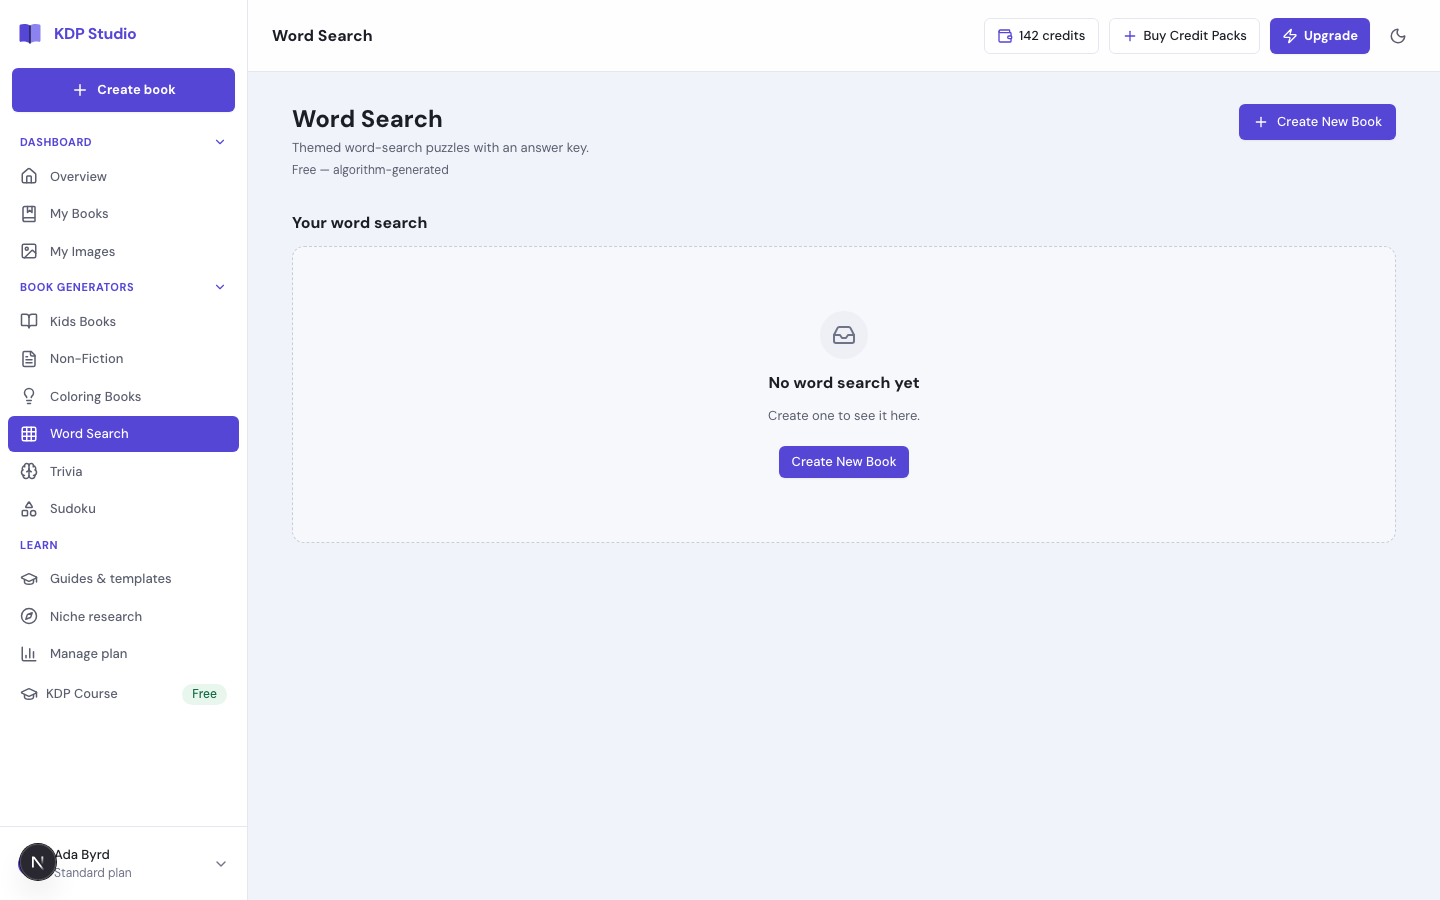 KDP Studio
Create book
DASHBOARD
Overview
My Books
My Images
BOOK GENERATORS
Kids Books
Non-Fiction
Coloring Books
Word Search
Trivia
Sudoku
LEARN
Guides & templates
Niche research
Manage plan
KDP Course
Free
N
Ada Byrd
Standard plan
Word Search
142 credits
Buy Credit Packs
Upgrade
Word Search
Themed word-search puzzles with an answer key.
Free — algorithm-generated
Create New Book
Your word search
No word search yet
Create one to see it here.
Create New Book